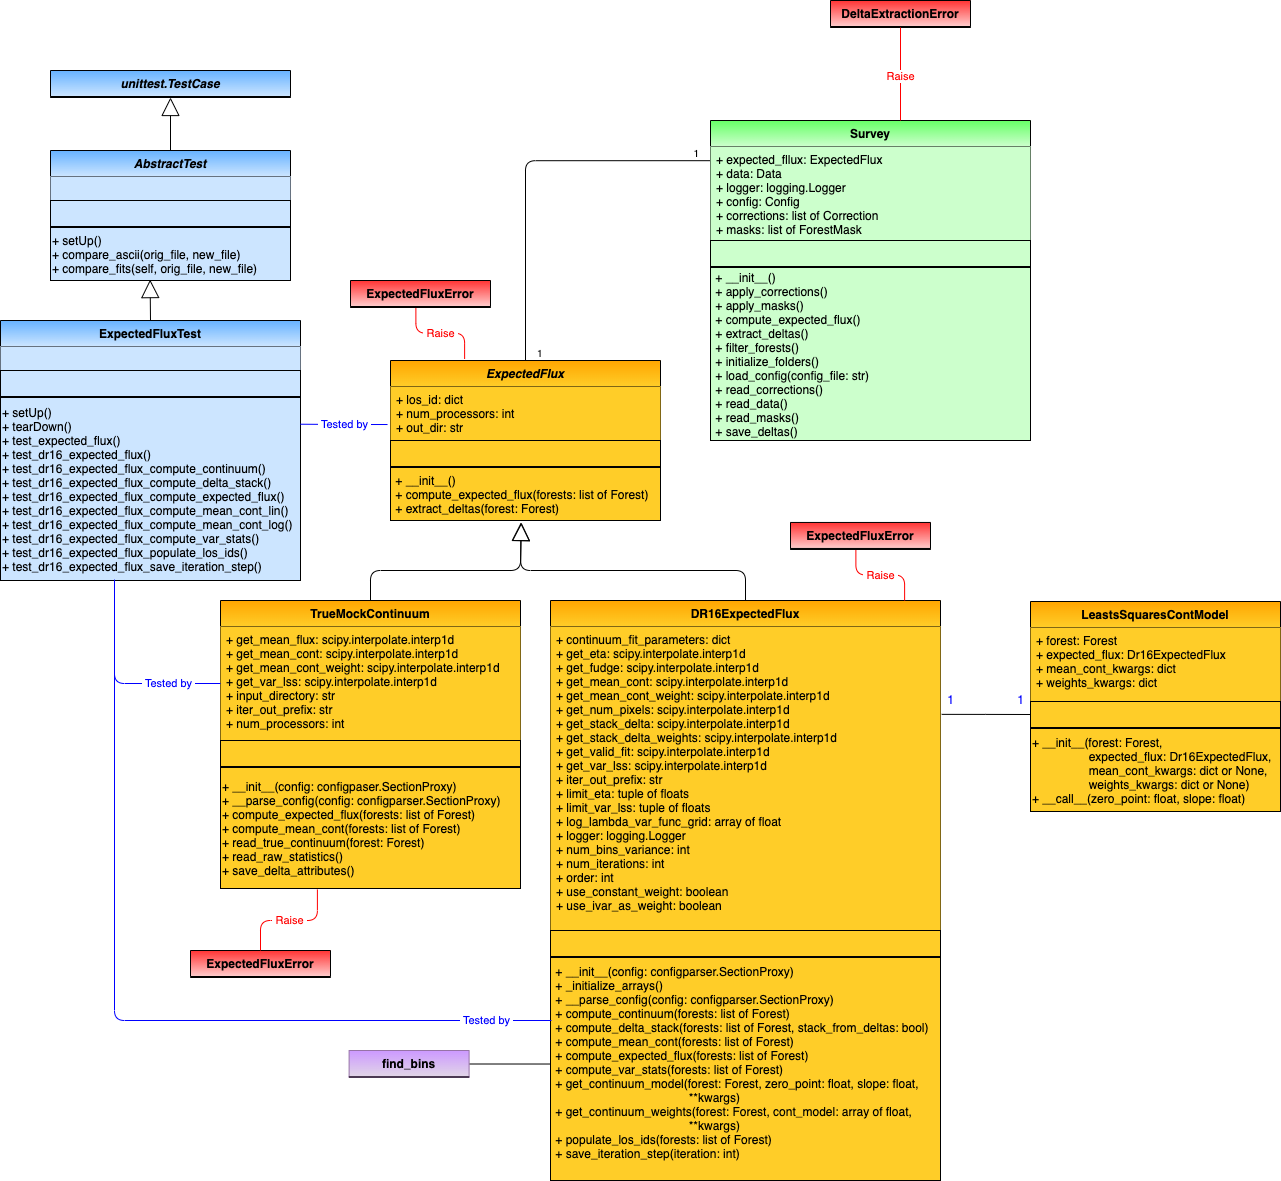 DeltaExtractionError
Raise
unittest.TestCase
AbstractTest
+ setUp()
+ compare_ascii(orig_file, new_file)
+ compare_fits(self, orig_file, new_file)
1
Survey
+ expected_fllux: ExpectedFlux
+ data: Data
+ logger: logging.Logger
+ config: Config
+ corrections: list of Correction
+ masks: list of ForestMask
+ __init__()
+ apply_corrections()
+ apply_masks()
+ compute_expected_flux()
+ extract_deltas()
+ filter_forests()
+ initialize_folders()
+ load_config(config_file: str)
+ read_corrections()
+ read_data()
+ read_masks()
+ save_deltas()
ExpectedFluxError
Raise
1
ExpectedFluxTest
+ setUp()
+ tearDown()
+ test_expected_flux()
+ test_dr16_expected_flux()
+ test_dr16_expected_flux_compute_continuum()
+ test_dr16_expected_flux_compute_delta_stack()
+ test_dr16_expected_flux_compute_expected_flux()
+ test_dr16_expected_flux_compute_mean_cont_lin()
+ test_dr16_expected_flux_compute_mean_cont_log()
+ test_dr16_expected_flux_compute_var_stats()
+ test_dr16_expected_flux_populate_los_ids()
+ test_dr16_expected_flux_save_iteration_step()
Tested by
ExpectedFlux
+ los_id: dict
+ num_processors: int
+ out_dir: str
+ __init__()
+ compute_expected_flux(forests: list of Forest)
+ extract_deltas(forest: Forest)
ExpectedFluxError
Raise
Tested by
TrueMockContinuum
+ get_mean_flux: scipy.interpolate.interp1d
+ get_mean_cont: scipy.interpolate.interp1d
+ get_mean_cont_weight: scipy.interpolate.interp1d
+ get_var_lss: scipy.interpolate.interp1d
+ input_directory: str
+ iter_out_prefix: str
+ num_processors: int
+ __init__(config: configpaser.SectionProxy)
+ __parse_config(config: configparser.SectionProxy)
+ compute_expected_flux(forests: list of Forest)
+ compute_mean_cont(forests: list of Forest)
+ read_true_continuum(forest: Forest)
+ read_raw_statistics()
+ save_delta_attributes()
Raise
ExpectedFluxError
DR16ExpectedFlux
+ continuum_fit_parameters: dict
+ get_eta: scipy.interpolate.interp1d
+ get_fudge: scipy.interpolate.interp1d
+ get_mean_cont: scipy.interpolate.interp1d
+ get_mean_cont_weight: scipy.interpolate.interp1d
+ get_num_pixels: scipy.interpolate.interp1d
+ get_stack_delta: scipy.interpolate.interp1d
+ get_stack_delta_weights: scipy.interpolate.interp1d
+ get_valid_fit: scipy.interpolate.interp1d
+ get_var_lss: scipy.interpolate.interp1d
+ iter_out_prefix: str
+ limit_eta: tuple of floats
+ limit_var_lss: tuple of floats
+ log_lambda_var_func_grid: array of float
+ logger: logging.Logger
+ num_bins_variance: int
+ num_iterations: int
+ order: int
+ use_constant_weight: boolean
+ use_ivar_as_weight: boolean
+ __init__(config: configparser.SectionProxy)
+ _initialize_arrays()
+ __parse_config(config: configparser.SectionProxy)
+ compute_continuum(forests: list of Forest)
+ compute_delta_stack(forests: list of Forest, stack_from_deltas: bool)
+ compute_mean_cont(forests: list of Forest)
+ compute_expected_flux(forests: list of Forest)
+ compute_var_stats(forests: list of Forest)
+ get_continuum_model(forest: Forest, zero_point: float, slope: float,
**kwargs)
+ get_continuum_weights(forest: Forest, cont_model: array of float,
**kwargs)
+ populate_los_ids(forests: list of Forest)
+ save_iteration_step(iteration: int)
1
1
LeastsSquaresContModel
+ forest: Forest
+ expected_flux: Dr16ExpectedFlux
+ mean_cont_kwargs: dict
+ weights_kwargs: dict
+ __init__(forest: Forest,
expected_flux: Dr16ExpectedFlux,
mean_cont_kwargs: dict or None,
weights_kwargs: dict or None)
+ __call__(zero_point: float, slope: float)
Tested by
find_bins